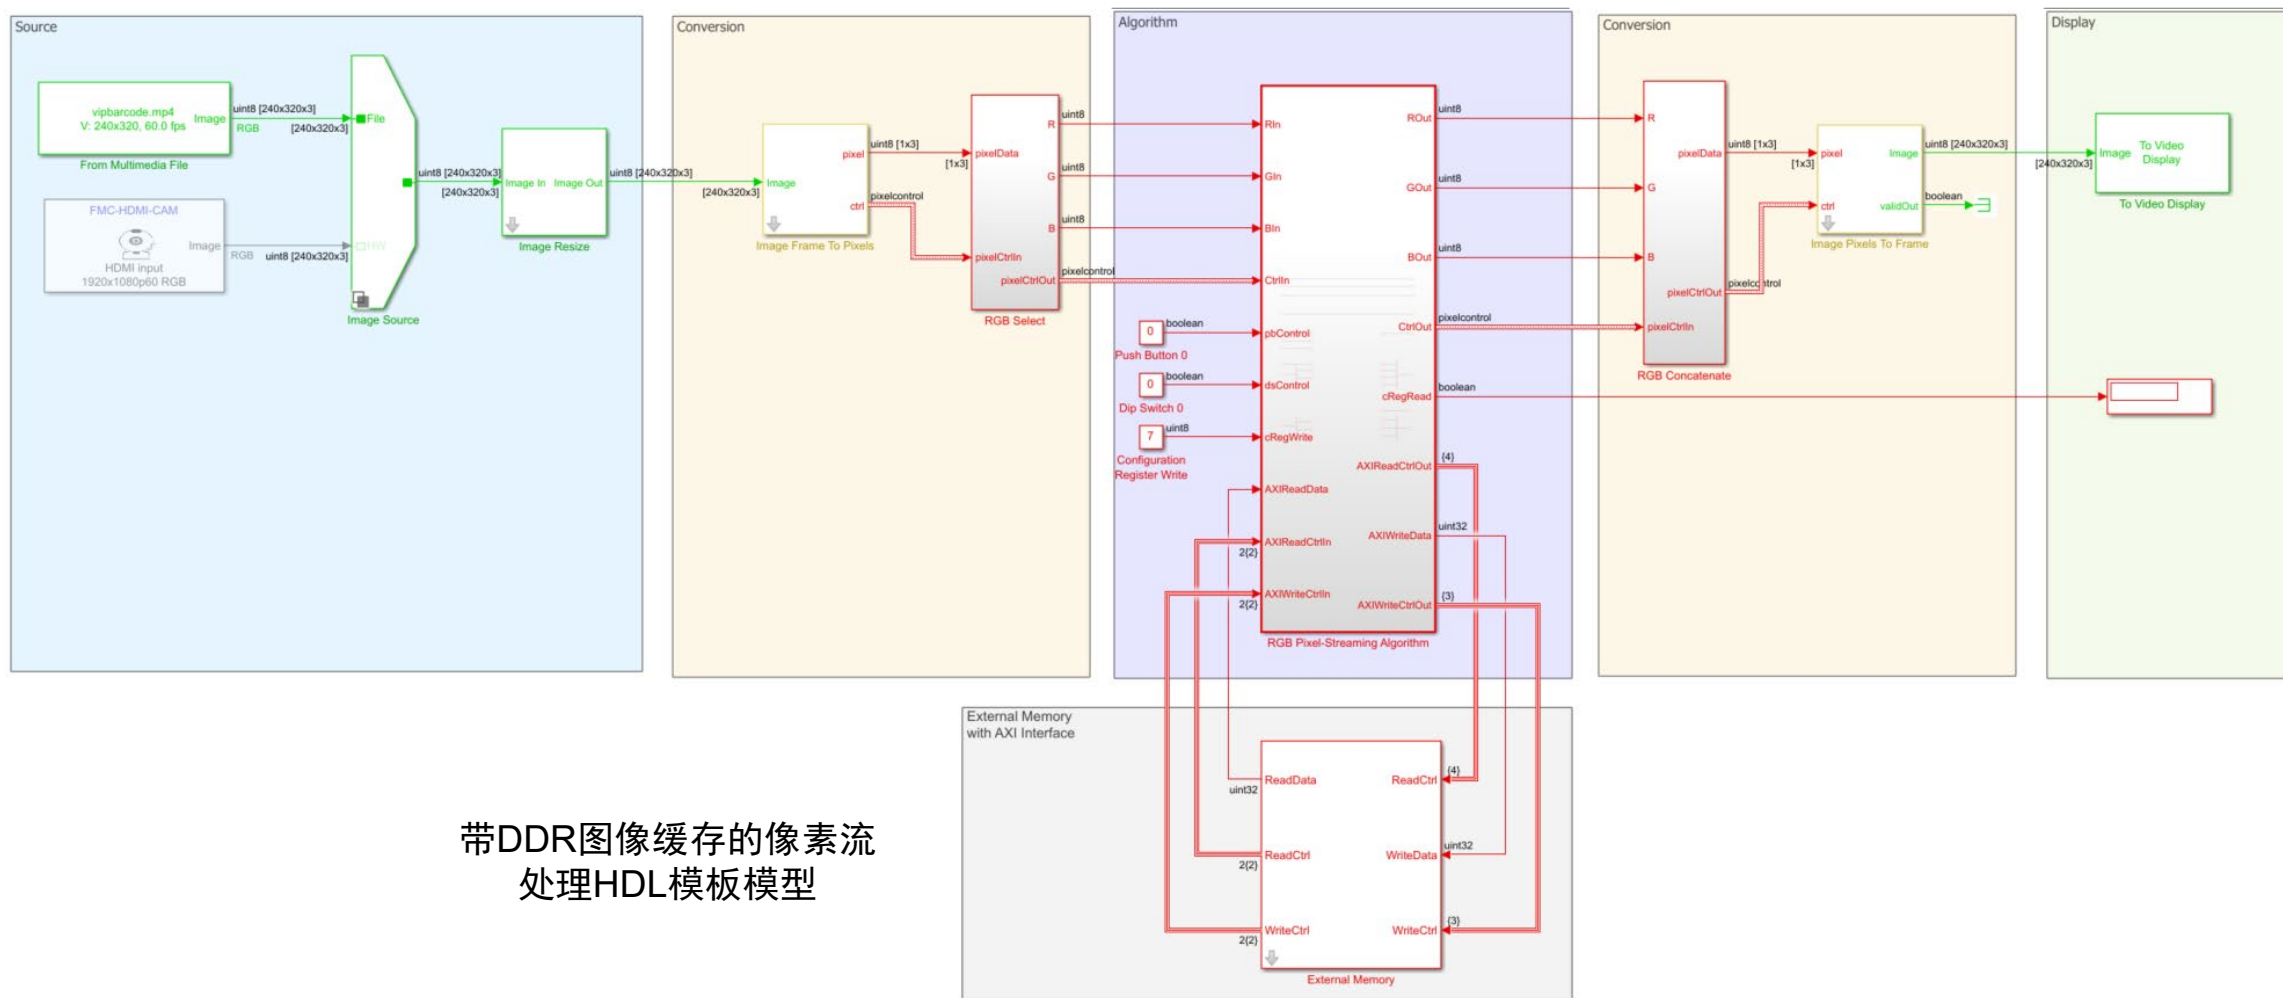 Source
vipbarcode.mp4
V: 240x320, 60.0 fps
Image
From Multimedia File
uint8 [240x320x3]
RGB
[240x320x3]
File
FMC-HDMI-CAM
HDMI input
1920x1080p60 RGB
Image
RGB
uint8 [240x320x3]
HW
Image Source
uint8 [240x320x3]
[240x320x3]
Image In
Image Out
Image Resize
uint8 [240x320x3]
Conversion
[240x320x3]
Image
pixel
ctrl
Image Frame To Pixels
uint8 [1x3]
[1x3]
pixelcontrol
pixelData
pixelCtrlIn
R
G
B
pixelCtrlOut
RGB Select
uint8
uint8
uint8
pixelcontrol
Algorithm
0
boolean
Push Button 0
0
boolean
Dip Switch 0
7
uint8
Configuration
Register Write
RIn
GIn
BIn
CtrlIn
pbControl
dsControl
cRegWrite
AXIReadData
AXIReadCtrlIn
2{2}
AXIWriteCtrlIn
2{2}
ROut
GOut
BOut
CtrlOut
cRegRead
AXIReadCtrlOut
AXIWriteData
AXIWriteCtrlOut
RGB Pixel-Streaming Algorithm
uint8
uint8
uint8
pixelcontrol
boolean
{4}
uint32
{3}
Conversion
R
G
B
pixelCtrlIn
pixelData
pixelCtrlOut
RGB Concatenate
uint8 [1x3]
[1x3]
pixelcontrol
pixel
ctrl
Image
validOut
Image Pixels To Frame
uint8 [240x320x3]
boolean
Display
[240x320x3]
Image
To Video
Display
To Video Display
External Memory
with AXI Interface
ReadData
uint32
ReadCtrl
2{2}
WriteCtrl
2{2}
ReadCtrl
{4}
WriteData
uint32
WriteCtrl
{3}
External Memory
带DDR图像缓存的像素流
处理HDL模板模型